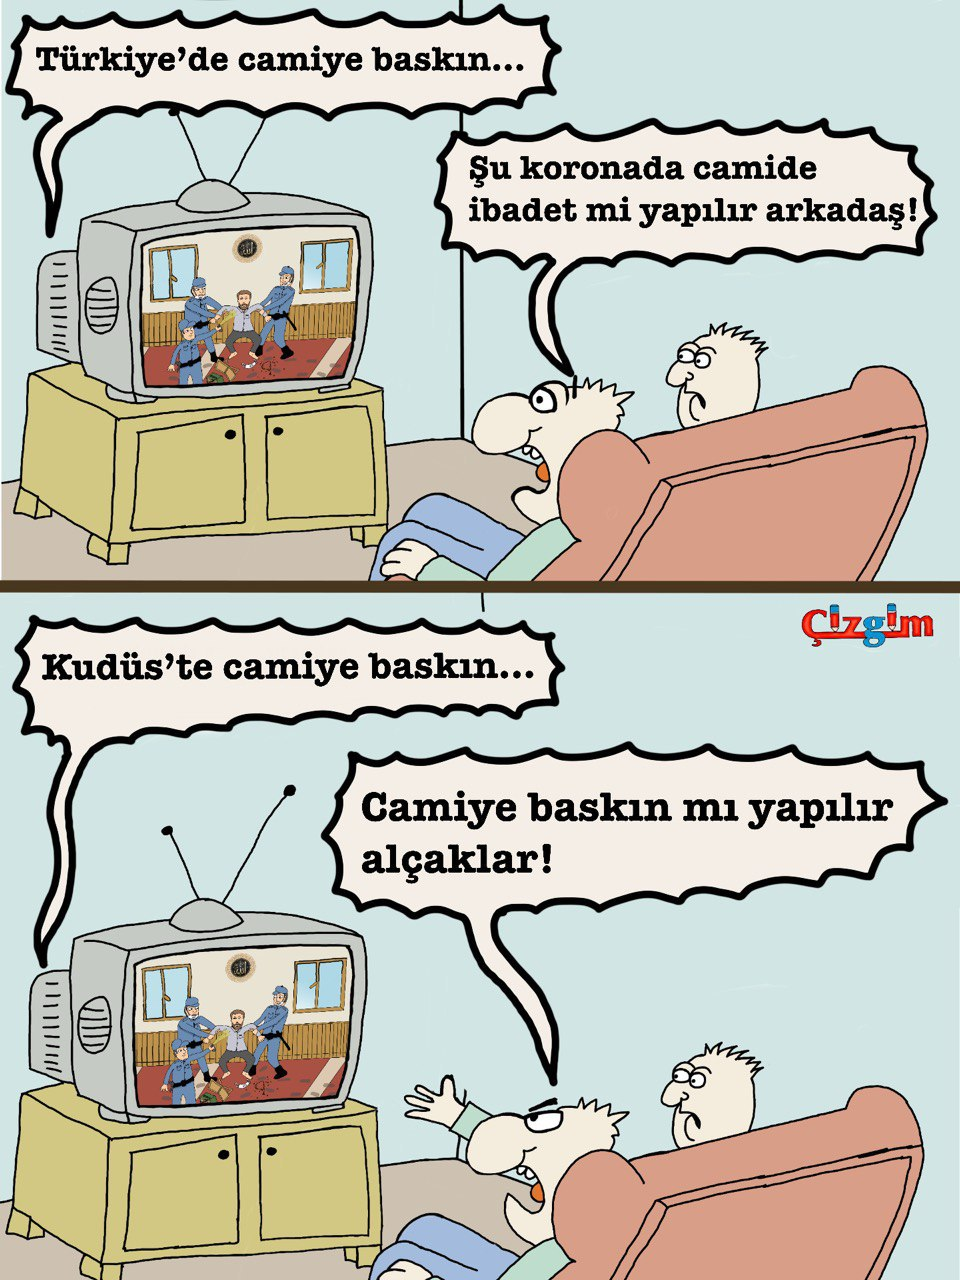 Türkiye’de camiye baskın...
Şu koronada camide
ibadet mi yapılır arkadaş!
Çizgim
Kudüs’te camiye baskın...
Camiye baskın mı yapılır
alçaklar!